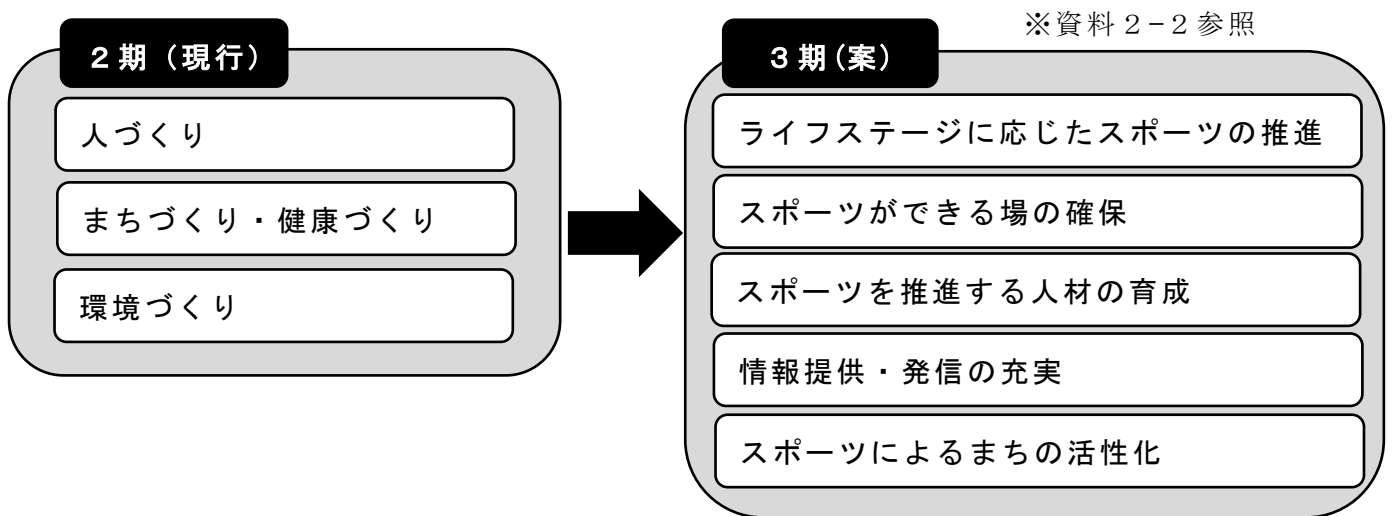 ※資料２−２参照
２期（現行）
人づくり
まちづくり・健康づくり
環境づくり
３期(案)
ライフステージに応じたスポーツの推進
スポーツができる場の確保
スポーツを推進する人材の育成
情報提供・発信の充実
スポーツによるまちの活性化